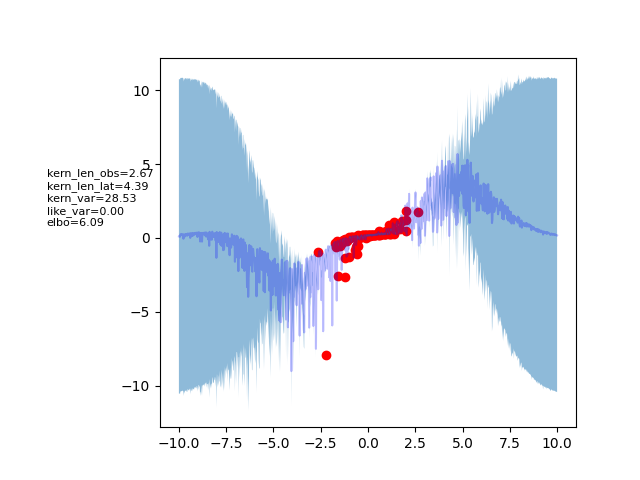 10
5
kern_len_obs=2.67
kern_len_lat=4.39
kern_var=28.53
like_var=0.00
elbo=6.09
0
−5
−10
−10.0 −7.5 −5.0 −2.5 0.0 2.5 5.0 7.5 10.0